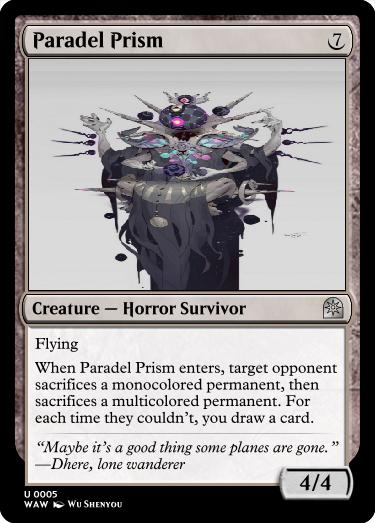 Paradel Prism 7
Creature — Horror Survivor
Flying
When Paradel Prism enters, target opponent
sacrifices a monocolored permanent, then
sacrifices a multicolored permanent. For
each time they couldn't, you draw a card.
“Maybe it's a good thing some planes are gone.”
—Dhere, lone wanderer
4/4
U 0005
WAW Wu Shenyou